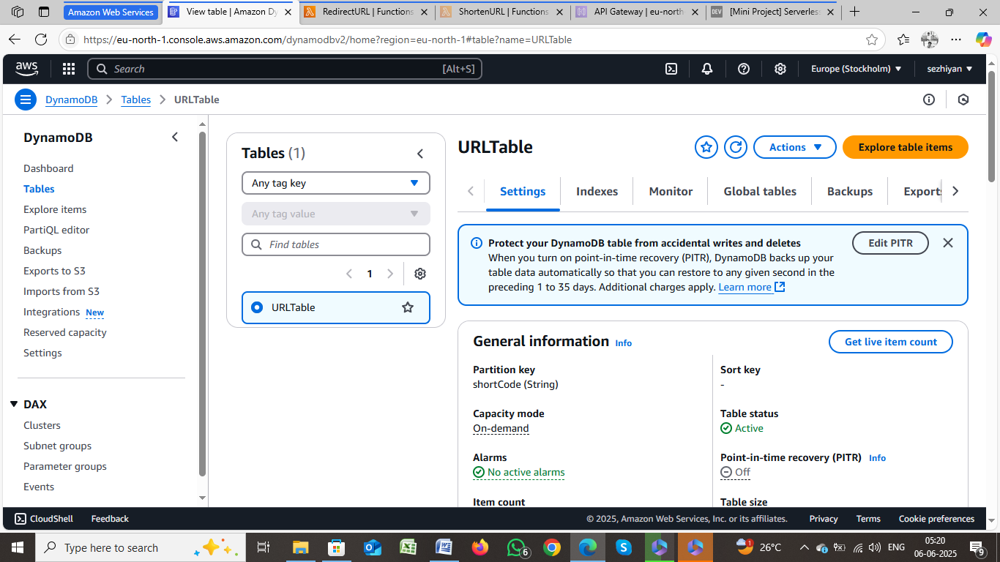 Amazon Web Services
View table | Amazon Dy
RedirectURL | Functions
ShortenURL | Functions
API Gateway | eu-north
DEV
[Mini Project] Serverles
https://eu-north-1.console.aws.amazon.com/dynamodbv2/home?region=eu-north-1#table?name=URLTable
aws
Search
[Alt+S]
Europe (Stockholm)
sezhiyan
DynamoDB
Tables
URLTable
DynamoDB
Dashboard
Tables
Explore items
PartiQL editor
Backups
Exports to S3
Imports from S3
Integrations New
Reserved capacity
Settings
DAX
Clusters
Subnet groups
Parameter groups
Events
Tables (1)
Any tag key
Any tag value
Find tables
1
URLTable
URLTable
Actions
Explore table items
Settings
Indexes
Monitor
Global tables
Backups
Exports
Protect your DynamoDB table from accidental writes and deletes
When you turn on point-in-time recovery (PITR), DynamoDB backs up your
table data automatically so that you can restore to any given second in the
preceding 1 to 35 days. Additional charges apply. Learn more
Edit PITR
General information Info
Get live item count
Partition key
shortCode (String)
Sort key
-
Capacity mode
On-demand
Table status
Active
Alarms
No active alarms
Point-in-time recovery (PITR) Info
Off
Item count
Table size
CloudShell
Feedback
© 2025, Amazon Web Services, Inc. or its affiliates.
Privacy
Terms
Cookie preferences
Type here to search
6
1
26°C
ENG
05:20
06-06-2025
9